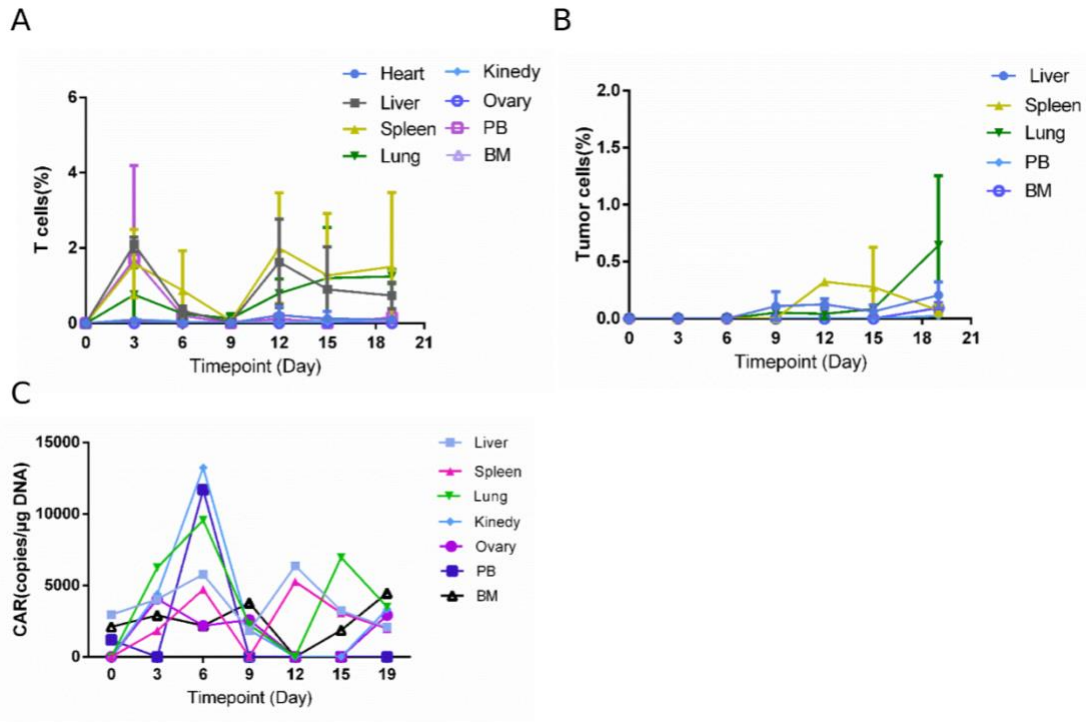 A
Heart
Kinedy
Liver
Ovary
Spleen
PB
Lung
BM
T cells(%)
6
4
2
0
0 3 6 9 12 15 18 21
Timepoint (Day)
B
Liver
Spleen
Lung
PB
BM
Tumor cells(%)
2.0
1.5
1.0
0.5
0.0
0 3 6 9 12 15 18 21
Timepoint (Day)
C
Liver
Spleen
Lung
Kinedy
Ovary
PB
BM
CAR(copies/μg DNA)
15000
10000
5000
0
0 3 6 9 12 15 19
Timepoint (Day)